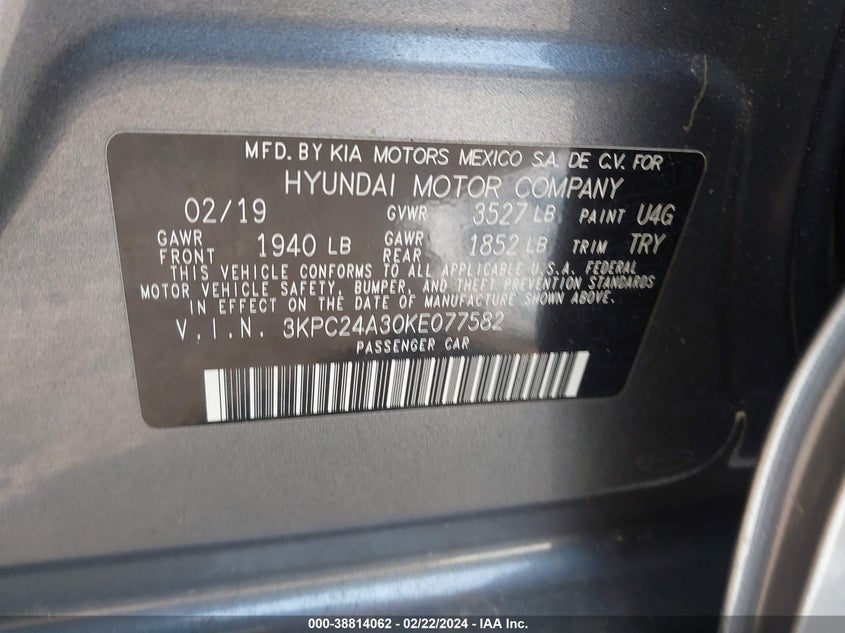 MFD. BY KIA MOTORS MEXICO S.A. DE C.V. FOR
HYUNDAI MOTOR COMPANY
02/19 GVWR 3527 LB PAINT U4G
GAWR FRONT 1940 LB GAWR REAR 1852 LB TRIM TRY
THIS VEHICLE CONFORMS TO ALL APPLICABLE U.S.A. FEDERAL
MOTOR VEHICLE SAFETY, BUMPER, AND THEFT PREVENTION STANDARDS
IN EFFECT ON THE DATE OF MANUFACTURE SHOWN ABOVE.
V.I.N. 3KPC24A30KE077582
PASSENGER CAR
000-38814062 - 02/22/2024 - IAA Inc.